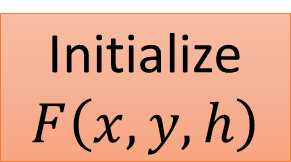 Initialize
F(x, y, h)